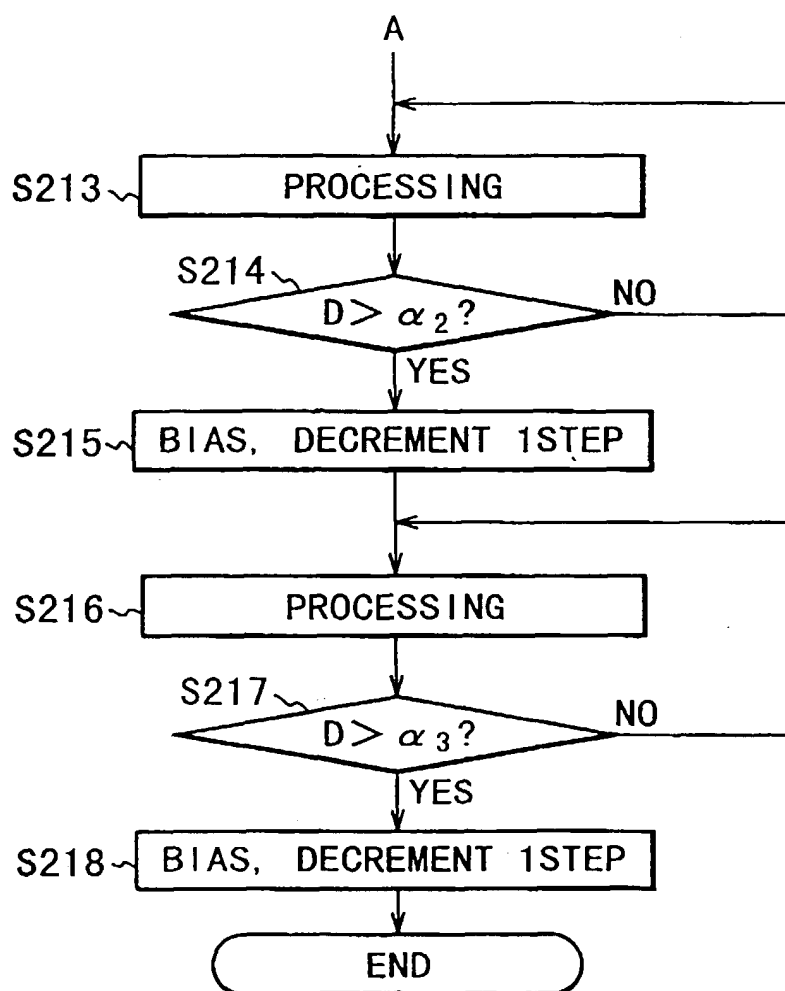 A
S213 PROCESSING
S214
D> α2? NO
YES
S215 BIAS, DECREMENT 1STEP
S216 PROCESSING
S217
D> α3? NO
YES
S218 BIAS, DECREMENT 1STEP
END